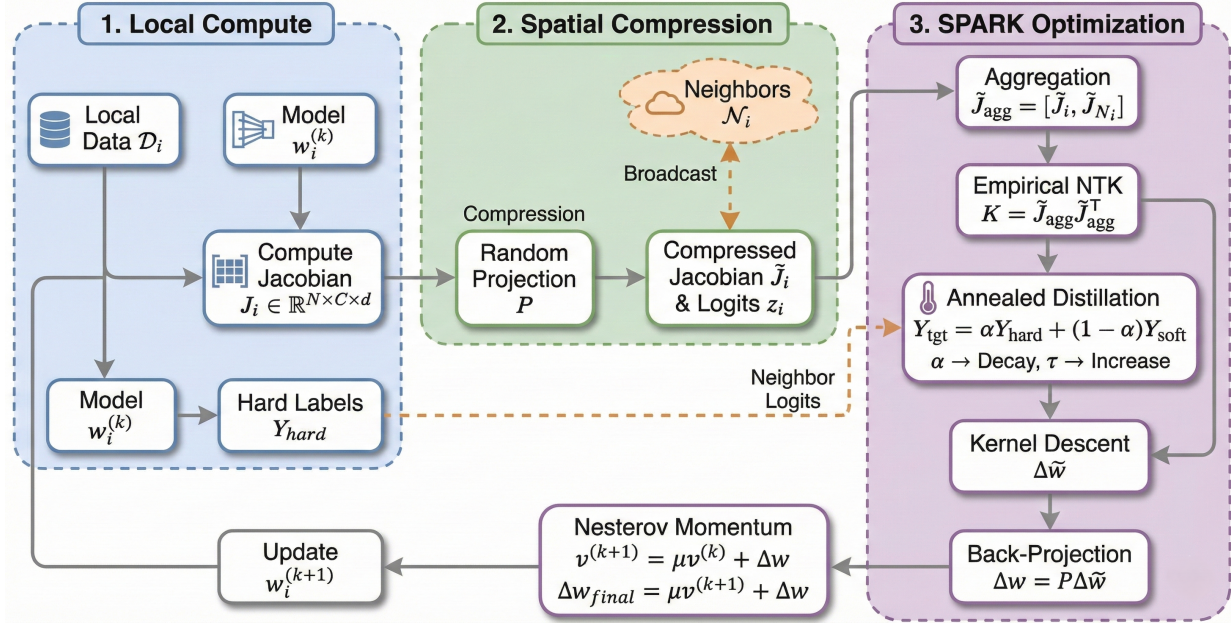 1. Local Compute
Local
Data 𝒟ᵢ
Model
wᵢ⁽ᵏ⁾
Compute
Jacobian
Jᵢ ∈ ℝᴺˣᶜˣᵈ
Model
wᵢ⁽ᵏ⁾
Hard Labels
Y_hard
2. Spatial Compression
Neighbors
𝒩ᵢ
Broadcast
Compression
Random
Projection
P
Compressed
Jacobian J̃ᵢ
& Logits zᵢ
Neighbor
Logits
3. SPARK Optimization
Aggregation
J̃_agg = [J̃ᵢ, J̃_{Nᵢ}]
Empirical NTK
K = J̃_agg J̃_agg^⊤
Annealed Distillation
Y_tgt = αY_hard + (1 − α)Y_soft
α → Decay, τ → Increase
Kernel Descent
Δw̃
Back-Projection
Δw = PΔw̃
Nesterov Momentum
v⁽ᵏ⁺¹⁾ = μv⁽ᵏ⁾ + Δw
Δw_final = μv⁽ᵏ⁺¹⁾ + Δw
Update
wᵢ⁽ᵏ⁺¹⁾